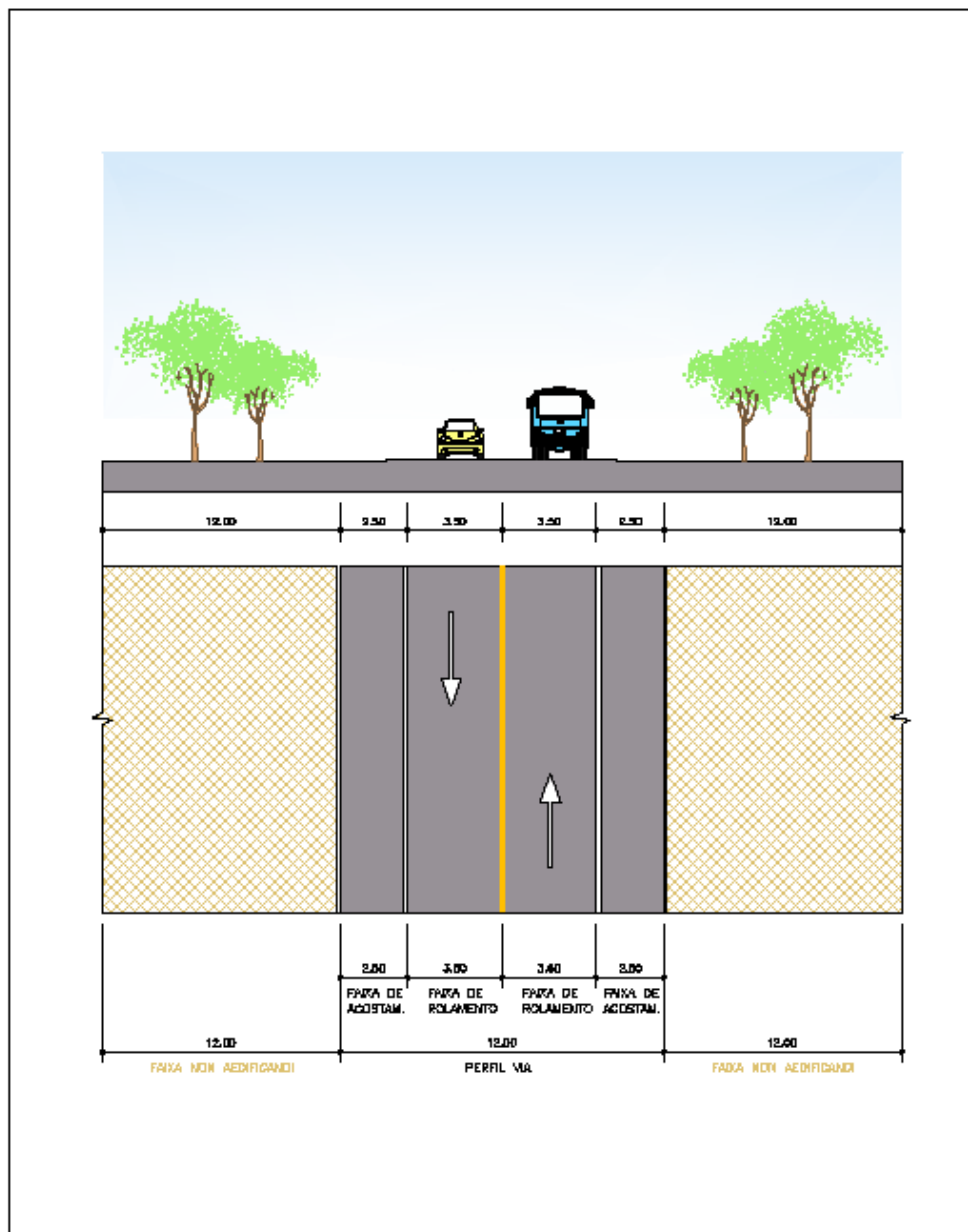 12.00 2.50 3.50 3.50 2.50 12.00
2.50 3.50 3.50 2.50
FAIXA DE FAIXA DE FAIXA DE FAIXA DE
ACOSTAM. ROLAMENTO ROLAMENTO ACOSTAM.
12.00 12.00 12.00
FAIXA NON AEDIFICANDI PERFIL VIA FAIXA NON AEDIFICANDI